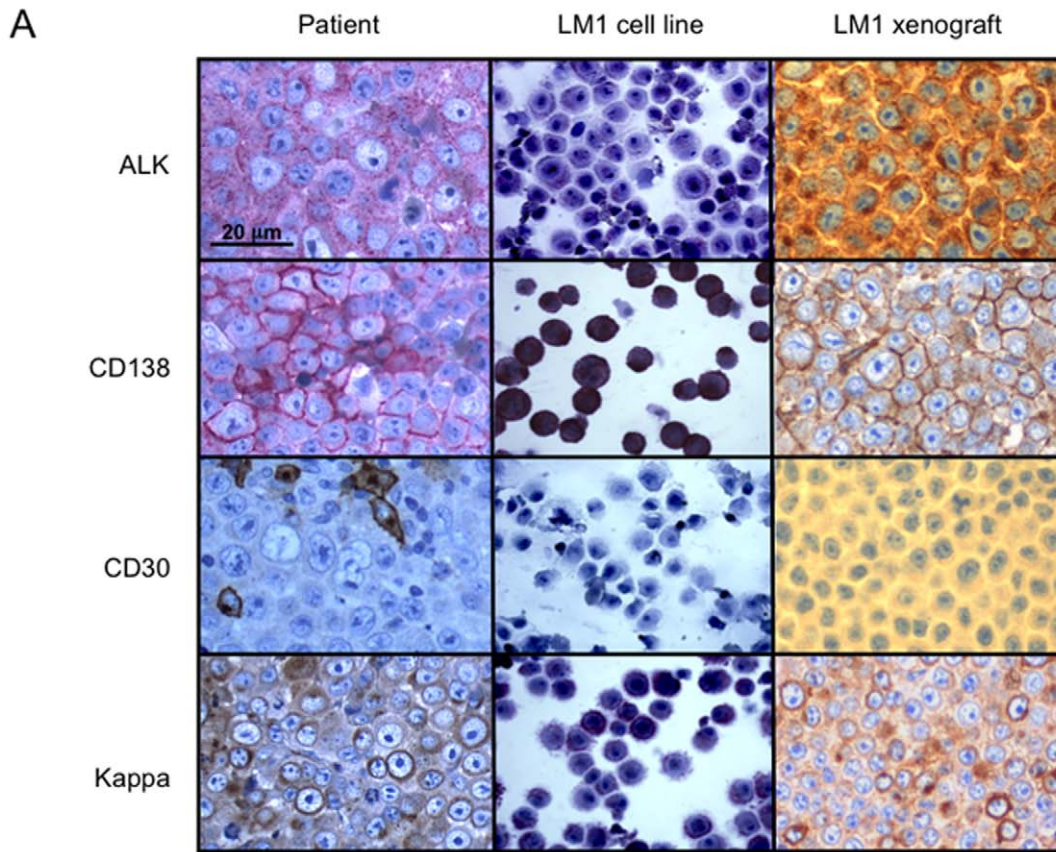 A
Patient LM1 cell line LM1 xenograft
ALK
20 μm
CD138
CD30
Kappa